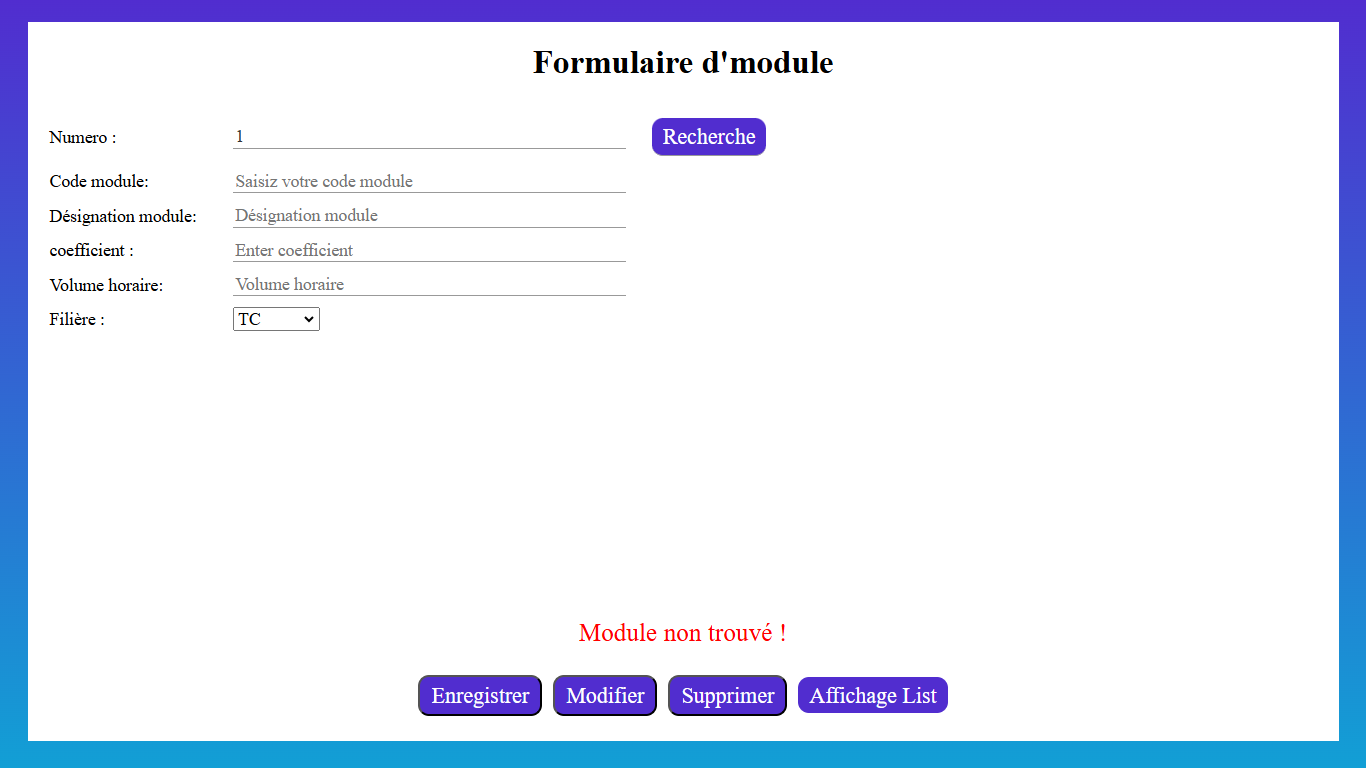 Formulaire d'module
Numero : 1 Recherche
Code module: Saisiz votre code module
Désignation module: Désignation module
coefficient : Enter coefficient
Volume horaire: Volume horaire
Filière : TC
Module non trouvé !
Enregistrer Modifier Supprimer Affichage List